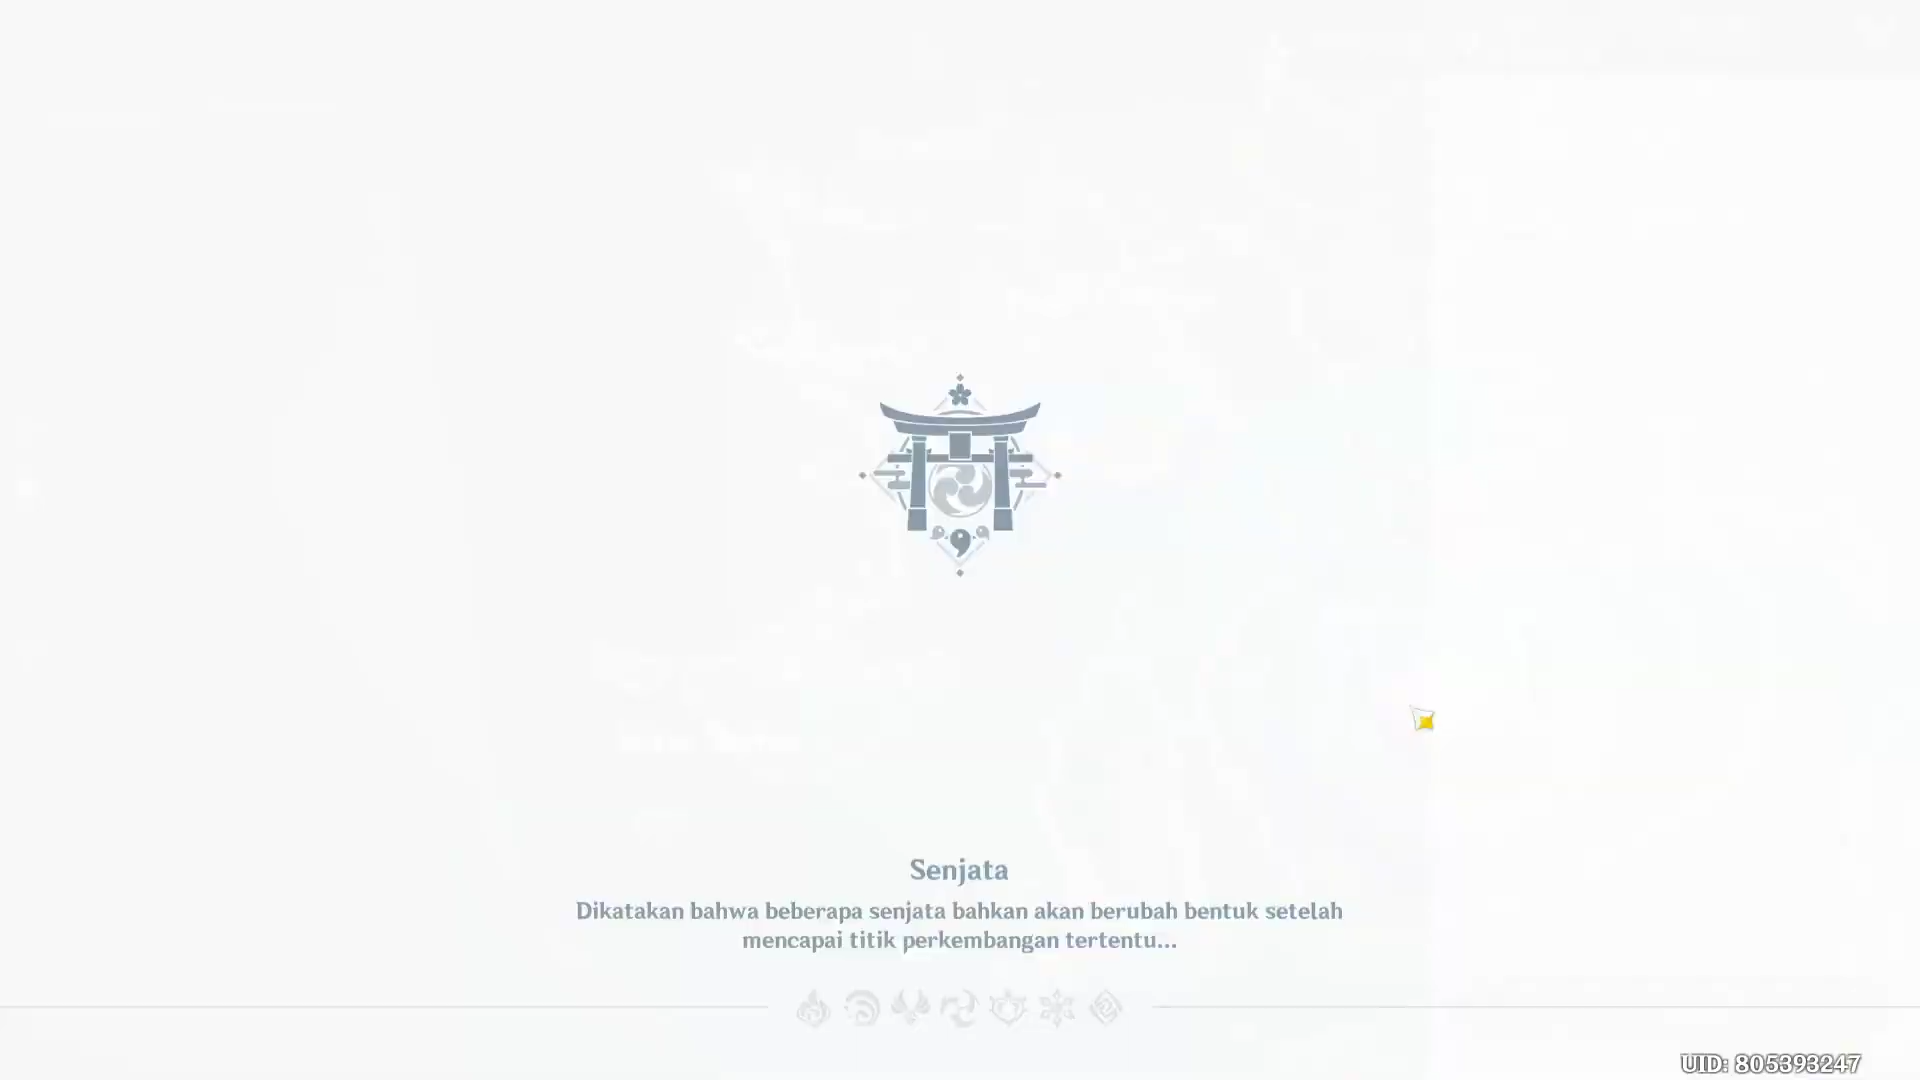 Senjata
Dikatakan bahwa beberapa senjata bahkan akan berubah bentuk setelah
mencapai titik perkembangan tertentu...
UID: 805393247